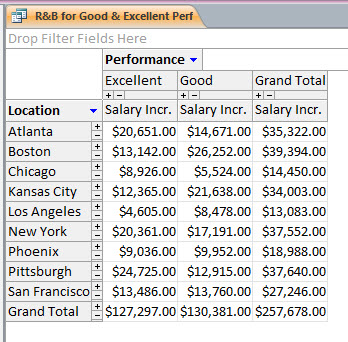 R&B for Good & Excellent Perf
Drop Filter Fields Here
Performance
Excellent Good Grand Total
+ - + - + -
Location Salary Incr. Salary Incr. Salary Incr.
Atlanta + - $20,651.00 $14,671.00 $35,322.00
Boston + - $13,142.00 $26,252.00 $39,394.00
Chicago + - $8,926.00 $5,524.00 $14,450.00
Kansas City + - $12,365.00 $21,638.00 $34,003.00
Los Angeles + - $4,605.00 $8,478.00 $13,083.00
New York + - $20,361.00 $17,191.00 $37,552.00
Phoenix + - $9,036.00 $9,952.00 $18,988.00
Pittsburgh + - $24,725.00 $12,915.00 $37,640.00
San Francisco + - $13,486.00 $13,760.00 $27,246.00
Grand Total + - $127,297.00 $130,381.00 $257,678.00